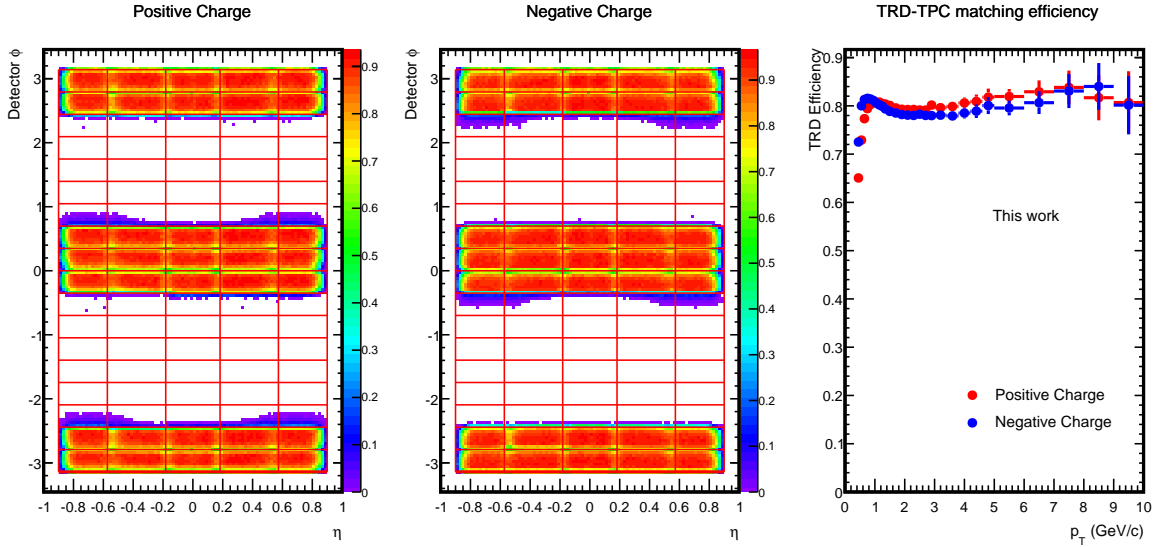 Positive Charge
Detector ϕ
3
2
1
0
-1
-2
-3
-1 -0.8 -0.6 -0.4 -0.2 0 0.2 0.4 0.6 0.8 1
η
0.9
0.8
0.7
0.6
0.5
0.4
0.3
0.2
0.1
0
Negative Charge
Detector ϕ
3
2
1
0
-1
-2
-3
-1 -0.8 -0.6 -0.4 -0.2 0 0.2 0.4 0.6 0.8 1
η
0.9
0.8
0.7
0.6
0.5
0.4
0.3
0.2
0.1
0
TRD-TPC matching efficiency
TRD Efficiency
0.9
0.8
0.7
0.6
0.5
0.4
0.3
0.2
0.1
0
This work
Positive Charge
Negative Charge
0 1 2 3 4 5 6 7 8 9 10
p_T (GeV/c)